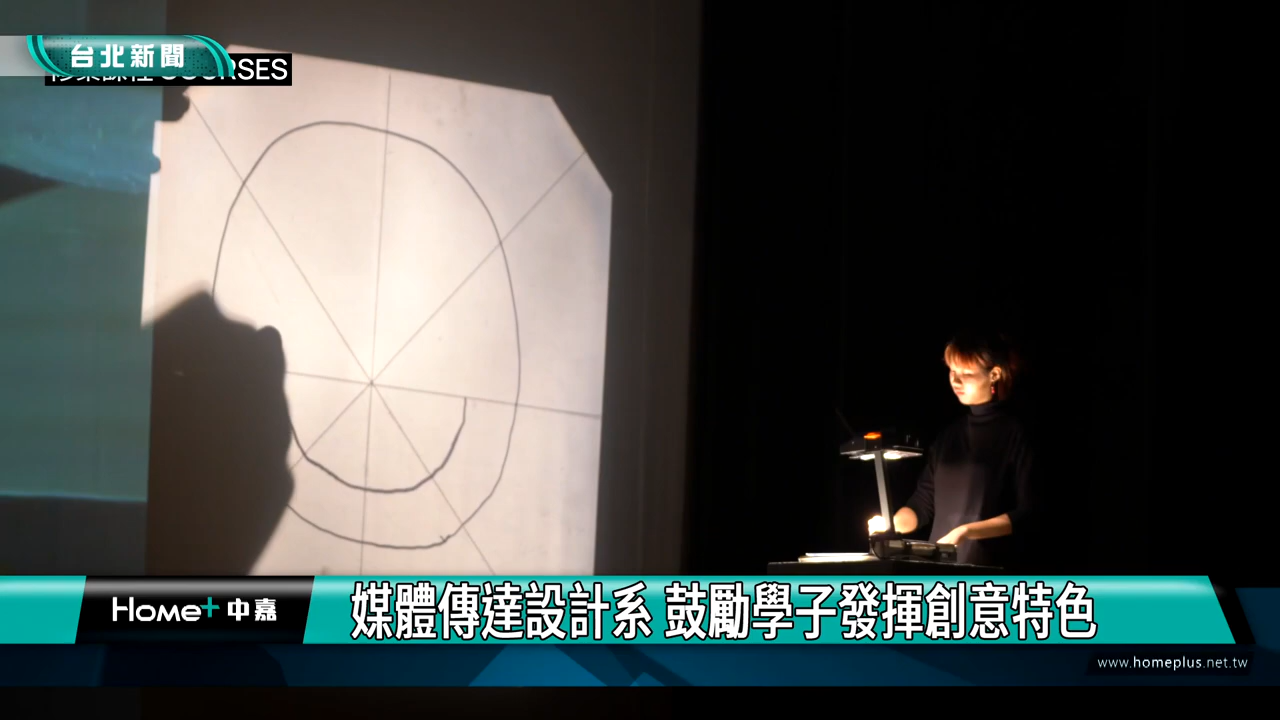 台北新聞
COURSES
Home+ 中嘉
媒體傳達設計系 鼓勵學子發揮創意特色
www.homeplus.net.tw